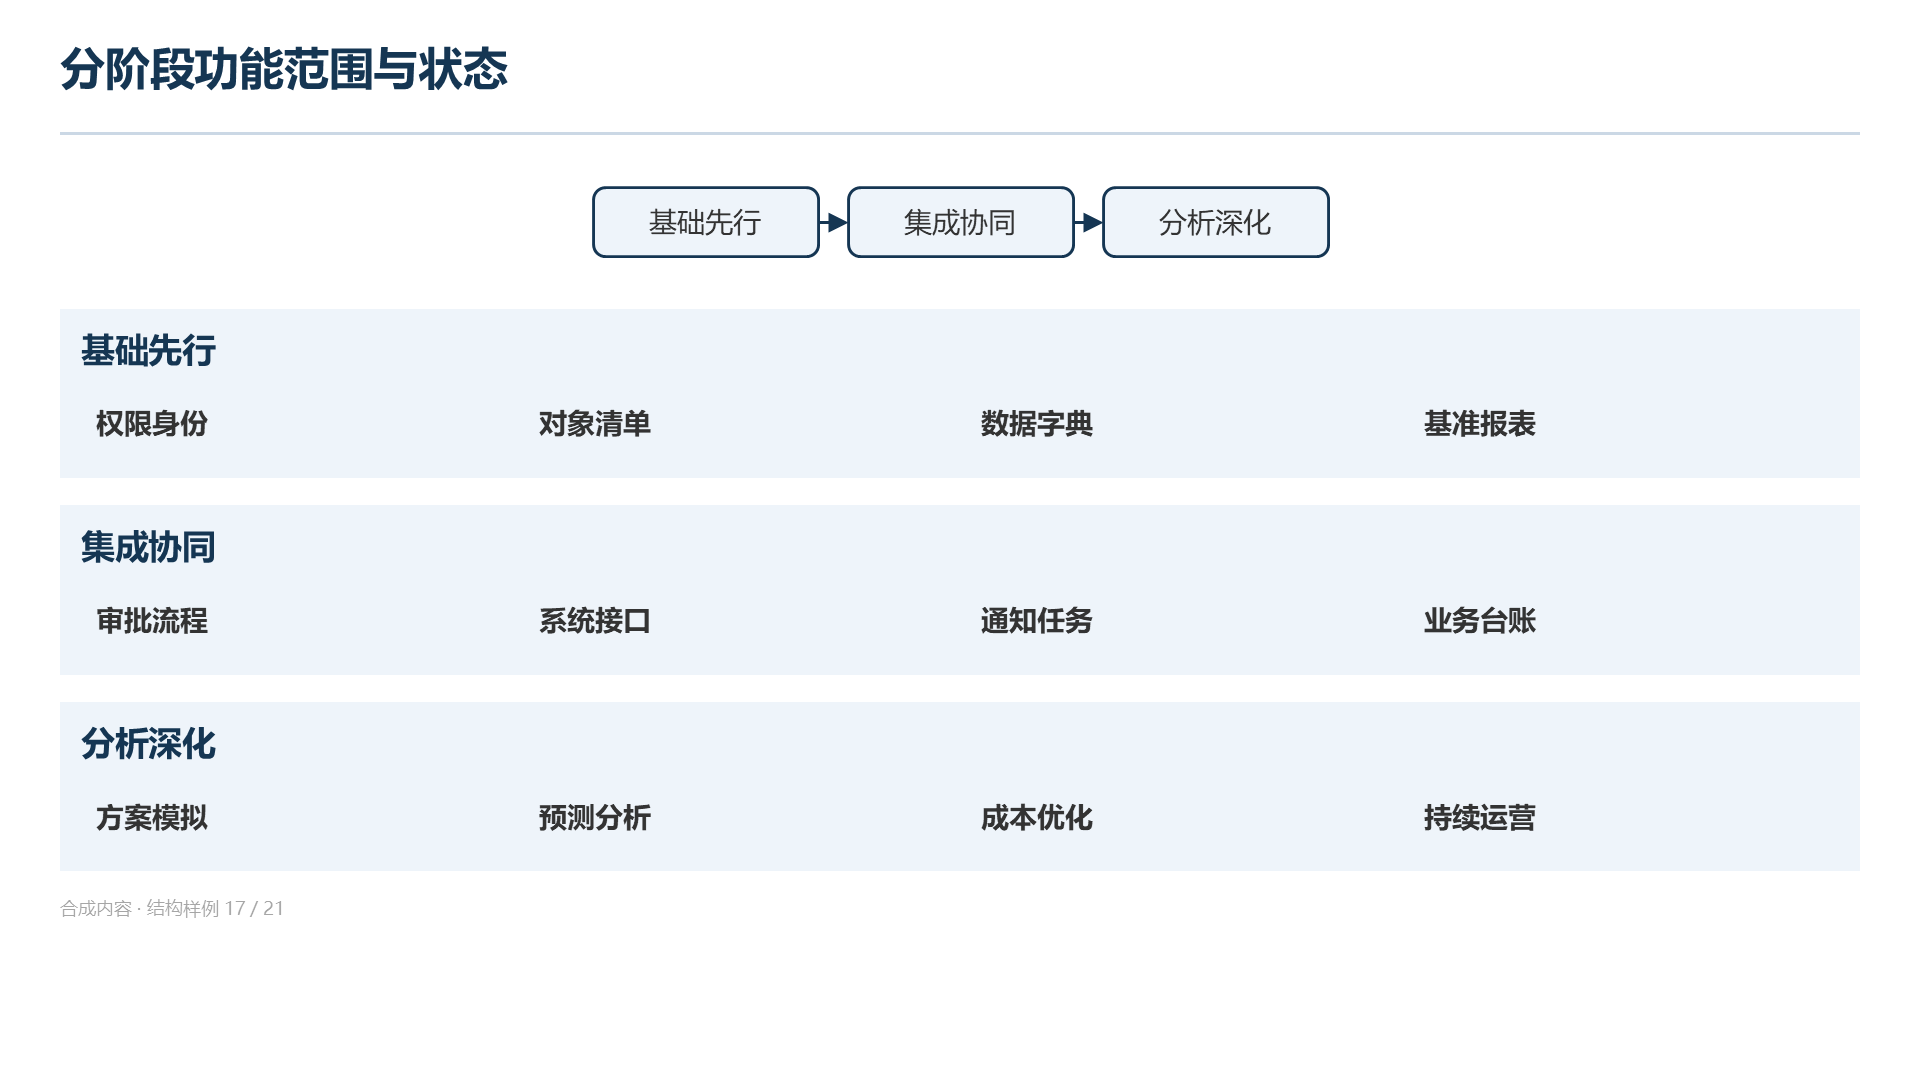 分阶段功能范围与状态
基础先行 集成协同 分析深化
基础先行
权限身份 对象清单 数据字典 基准报表
集成协同
审批流程 系统接口 通知任务 业务台账
分析深化
方案模拟 预测分析 成本优化 持续运营
合成内容 · 结构样例 17 / 21